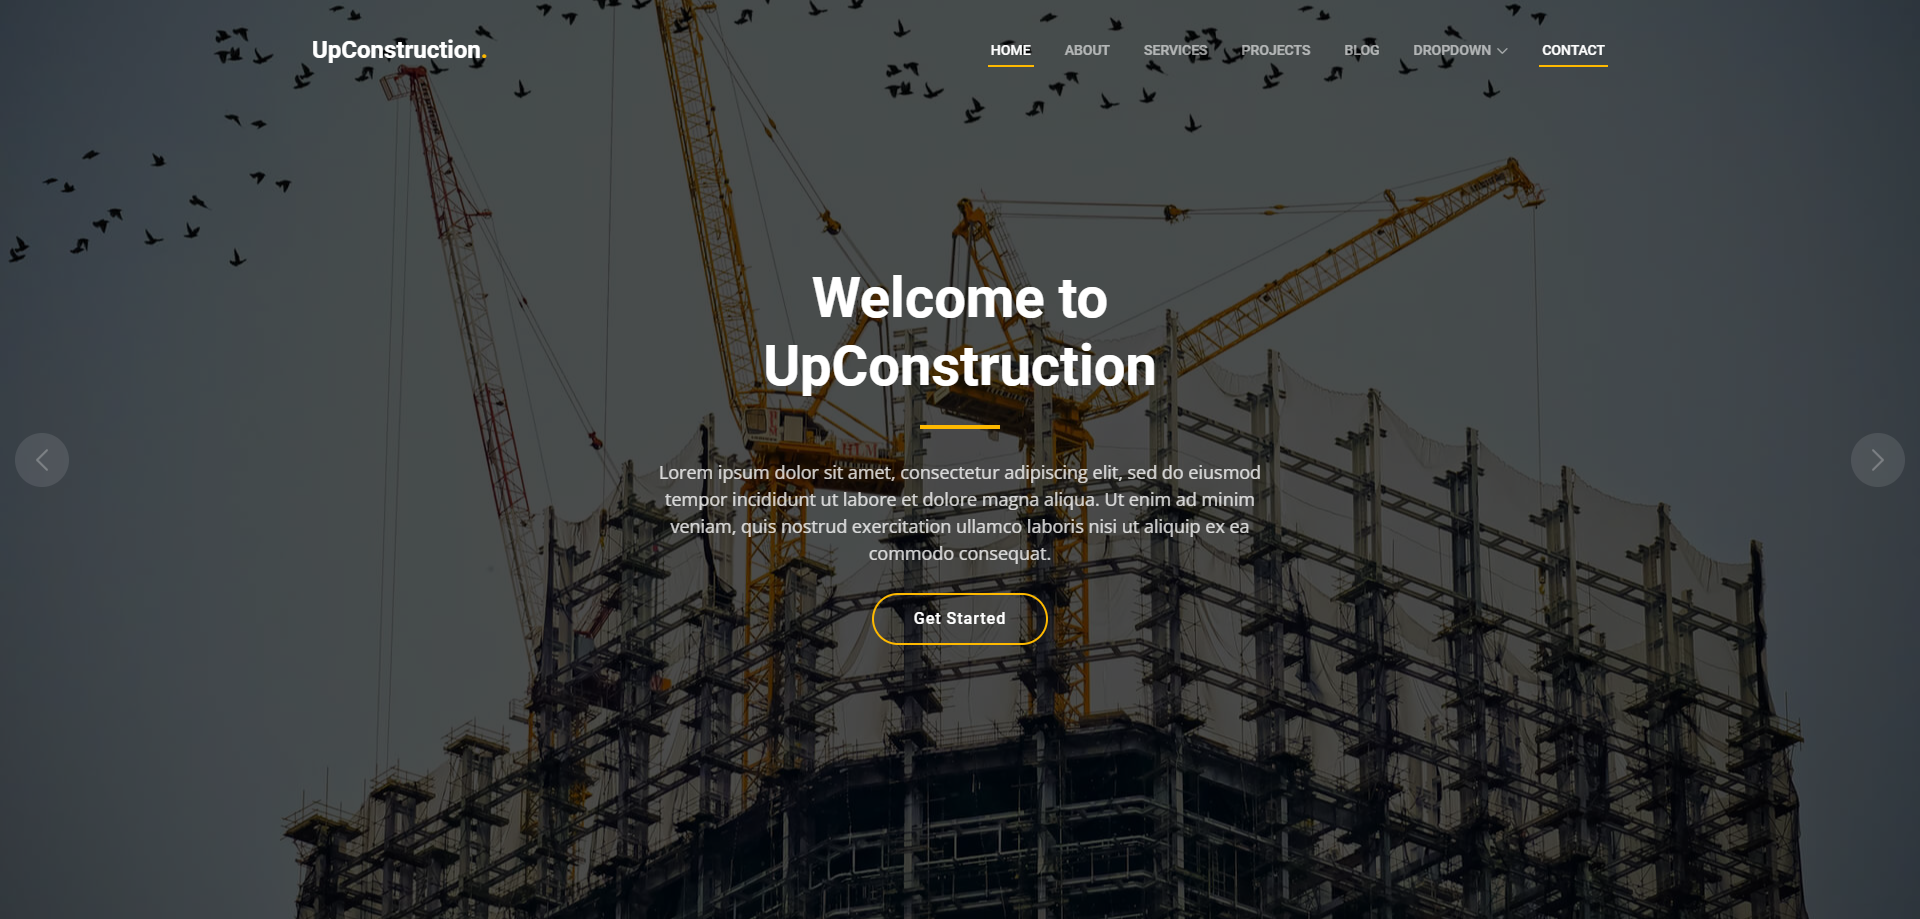 UpConstruction.
HOME ABOUT SERVICES PROJECTS BLOG DROPDOWN CONTACT
Welcome to
UpConstruction
Lorem ipsum dolor sit amet, consectetur adipiscing elit, sed do eiusmod
tempor incididunt ut labore et dolore magna aliqua. Ut enim ad minim
veniam, quis nostrud exercitation ullamco laboris nisi ut aliquip ex ea
commodo consequat.
Get Started